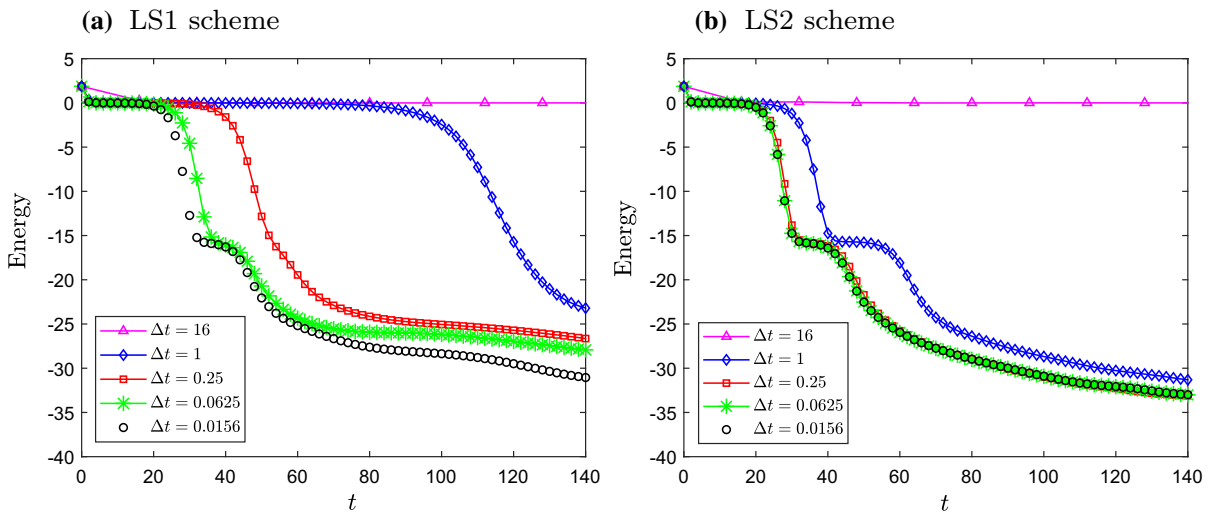 (a) LS1 scheme
5
0
-5
-10
-15
-20
-25
-30
-35
-40
0 20 40 60 80 100 120 140
Energy
t
Δt = 16
Δt = 1
Δt = 0.25
Δt = 0.0625
Δt = 0.0156
(b) LS2 scheme
5
0
-5
-10
-15
-20
-25
-30
-35
-40
0 20 40 60 80 100 120 140
Energy
t
Δt = 16
Δt = 1
Δt = 0.25
Δt = 0.0625
Δt = 0.0156